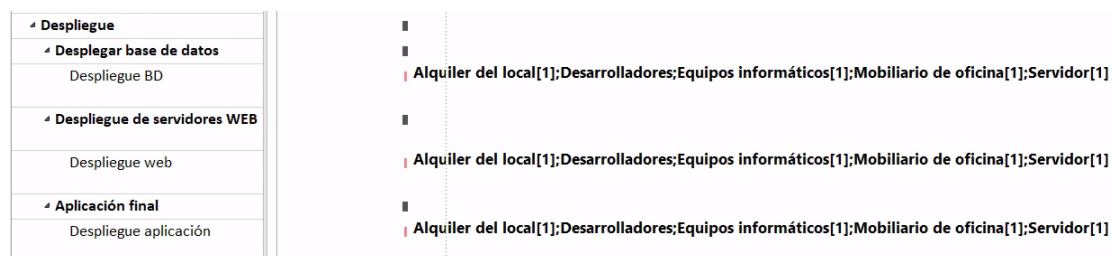 Despliegue
Desplegar base de datos
Despliegue BD
Alquiler del local[1];Desarrolladores;Equipos informáticos[1];Mobiliario de oficina[1];Servidor[1]
Despliegue de servidores WEB
Despliegue web
Alquiler del local[1];Desarrolladores;Equipos informáticos[1];Mobiliario de oficina[1];Servidor[1]
Aplicación final
Despliegue aplicación
Alquiler del local[1];Desarrolladores;Equipos informáticos[1];Mobiliario de oficina[1];Servidor[1]